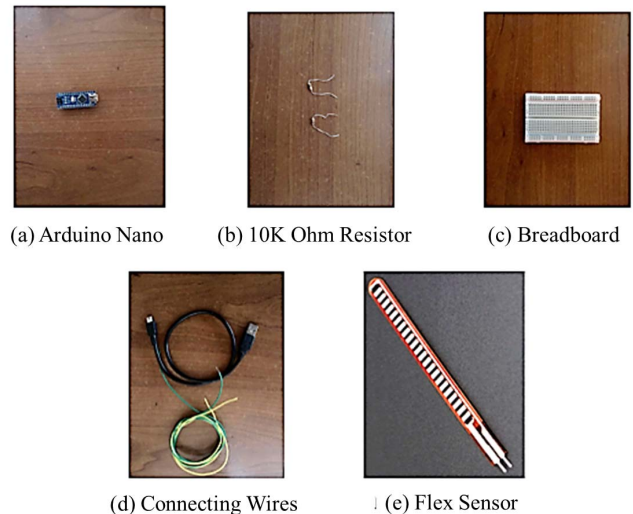 (a) Arduino Nano
(b) 10K Ohm Resistor
(c) Breadboard
(d) Connecting Wires
(e) Flex Sensor